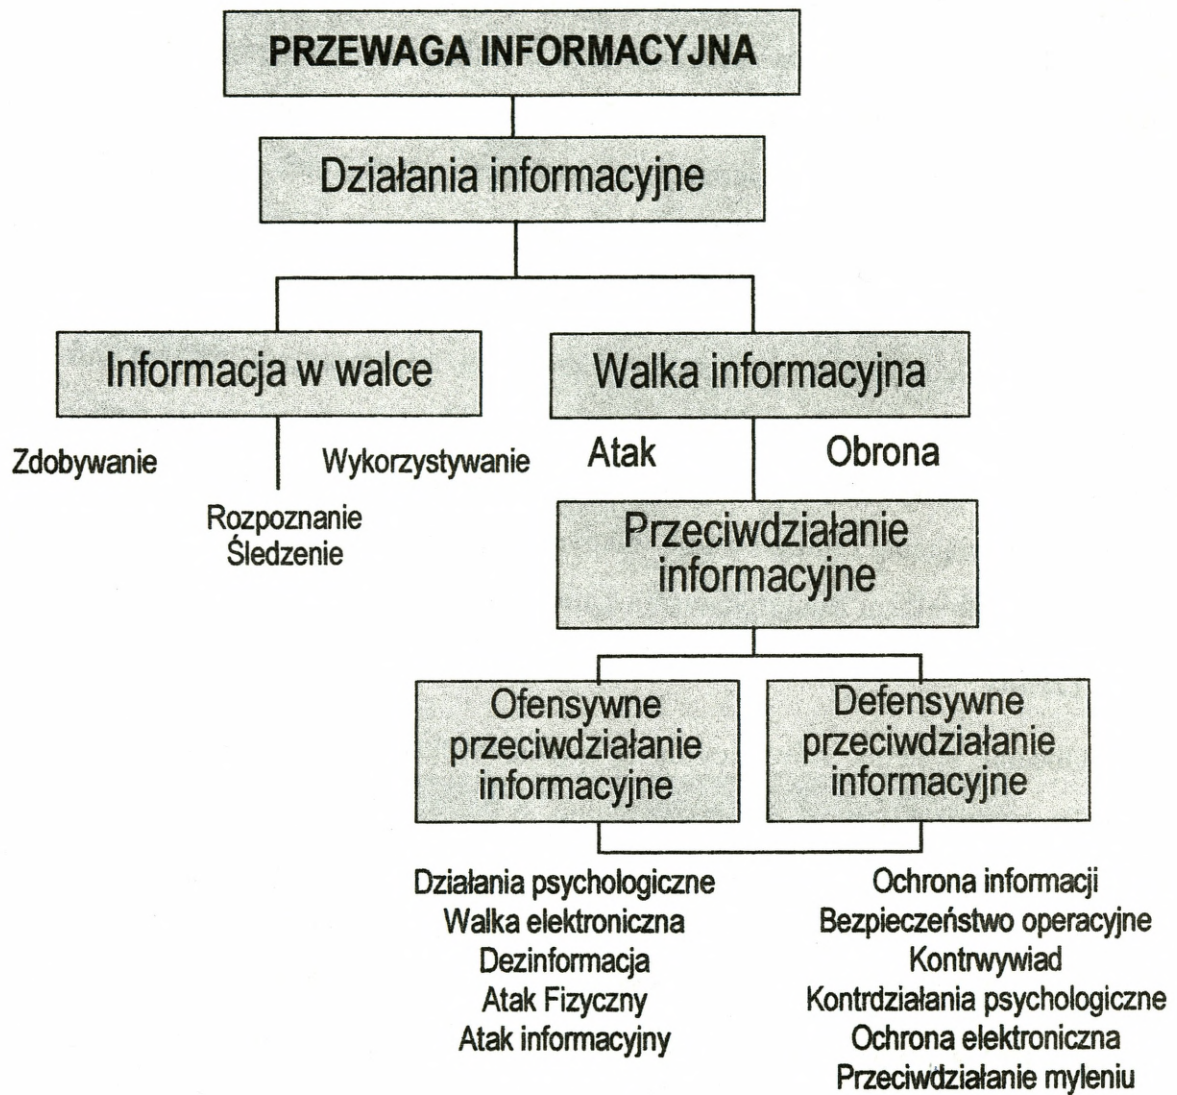 PRZEWAGA INFORMACYJNA
Działania informacyjne
Informacja w walce
Walka informacyjna
Zdobywanie
Wykorzystywanie
Rozpoznanie
Śledzenie
Atak
Obrona
Przeciwdziałanie
informacyjne
Ofensywne
przeciwdziałanie
informacyjne
Defensywne
przeciwdziałanie
informacyjne
Działania psychologiczne
Walka elektroniczna
Dezinformacja
Atak Fizyczny
Atak informacyjny
Ochrona informacji
Bezpieczeństwo operacyjne
Kontrwywiad
Kontrdziałania psychologiczne
Ochrona elektroniczna
Przeciwdziałanie myleniu